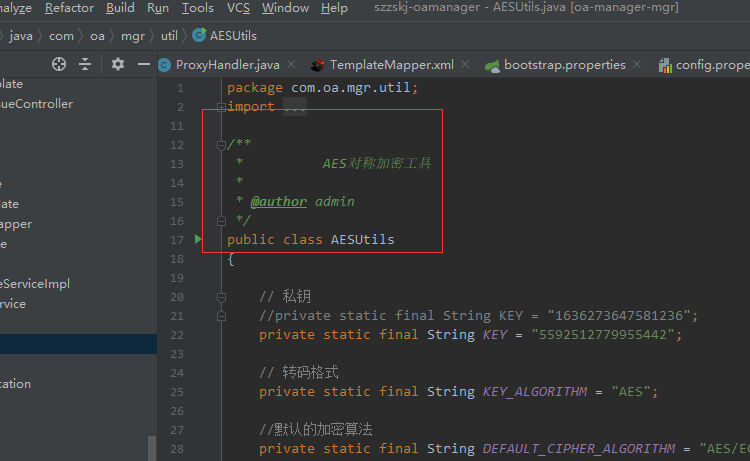 Analyze Refactor Build Run Tools VCS Window Help szzskj-oamanager - AESUtils.java [oa-manager-mgr]
java com oa mgr util AESUtils
ProxyHandler.java TemplateMapper.xml bootstrap.properties config.prope
plate
sueController
late
apper
e
eServiceImpl
rvice
cation
1 package com.oa.mgr.util;
2 import ...
11
12 /**
13 * AES对称加密工具
14 *
15 * @author admin
16 */
17 public class AESUtils
18 {
19
20 // 私钥
21 //private static final String KEY = "1636273647581236";
22 private static final String KEY = "5592512779955442";
23
24 // 转码格式
25 private static final String KEY_ALGORITHM = "AES";
26
27 //默认的加密算法
28 private static final String DEFAULT_CIPHER_ALGORITHM = "AES/EC